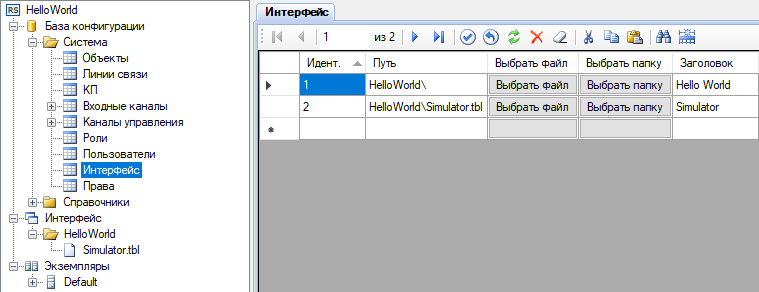 RS HelloWorld
База конфигурации
Система
Объекты
Линии связи
КП
Входные каналы
Каналы управления
Роли
Пользователи
Интерфейс
Права
Справочники
Интерфейс
HelloWorld
Simulator.tbl
Экземпляры
Default
Интерфейс
1 из 2
Идент. Путь Выбрать файл Выбрать папку Заголовок
1 HelloWorld\ Выбрать файл Выбрать папку Hello World
2 HelloWorld\Simulator.tbl Выбрать файл Выбрать папку Simulator